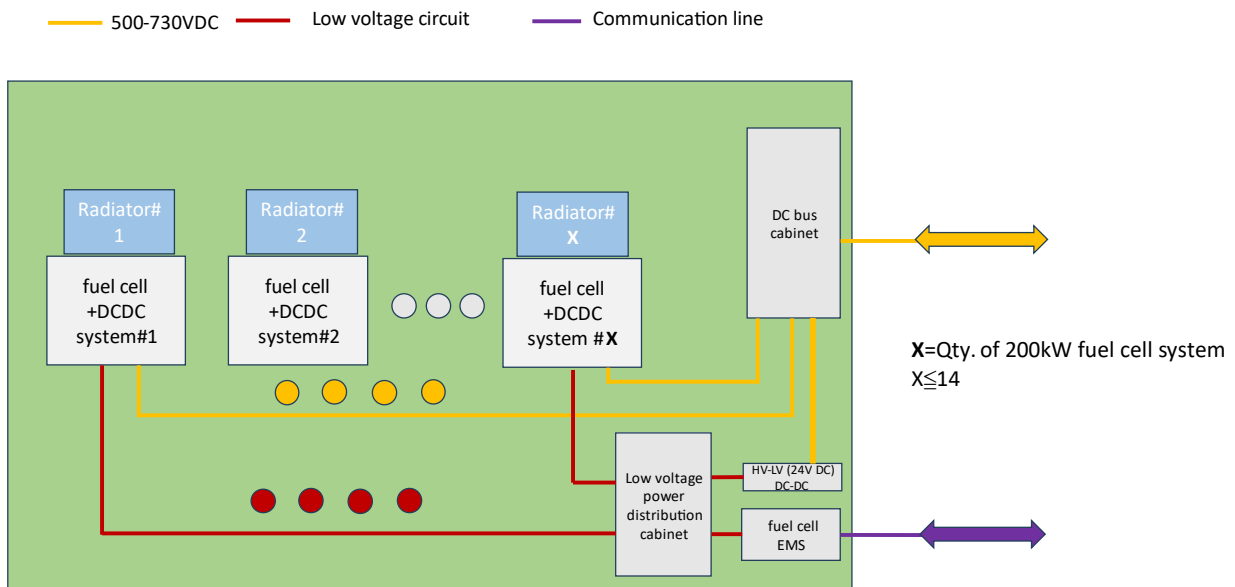 500-730VDC
Low voltage circuit
Communication line
Radiator#
1
Radiator#
2
Radiator#
X
DC bus
cabinet
fuel cell
+DCDC
system#1
fuel cell
+DCDC
system#2
fuel cell
+DCDC
system #X
X=Qty. of 200kW fuel cell system
X≦14
Low voltage
power
distribution
cabinet
HV-LV (24V DC)
DC-DC
fuel cell
EMS